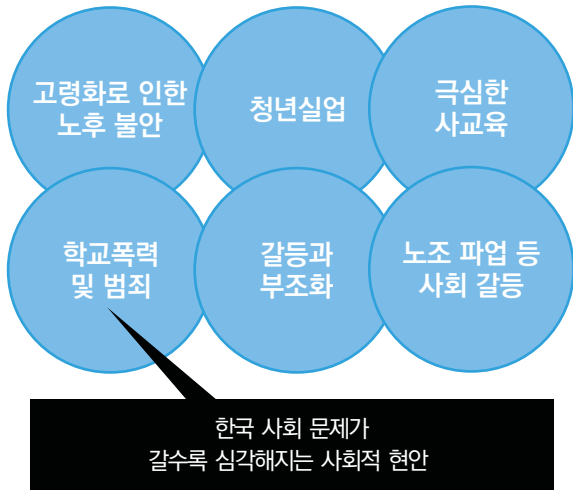 고령화로 인한
노후 불안
청년실업
극심한
사교육
학교폭력
및 범죄
갈등과
부조화
노조 파업 등
사회 갈등
한국 사회 문제가
갈수록 심각해지는 사회적 현안